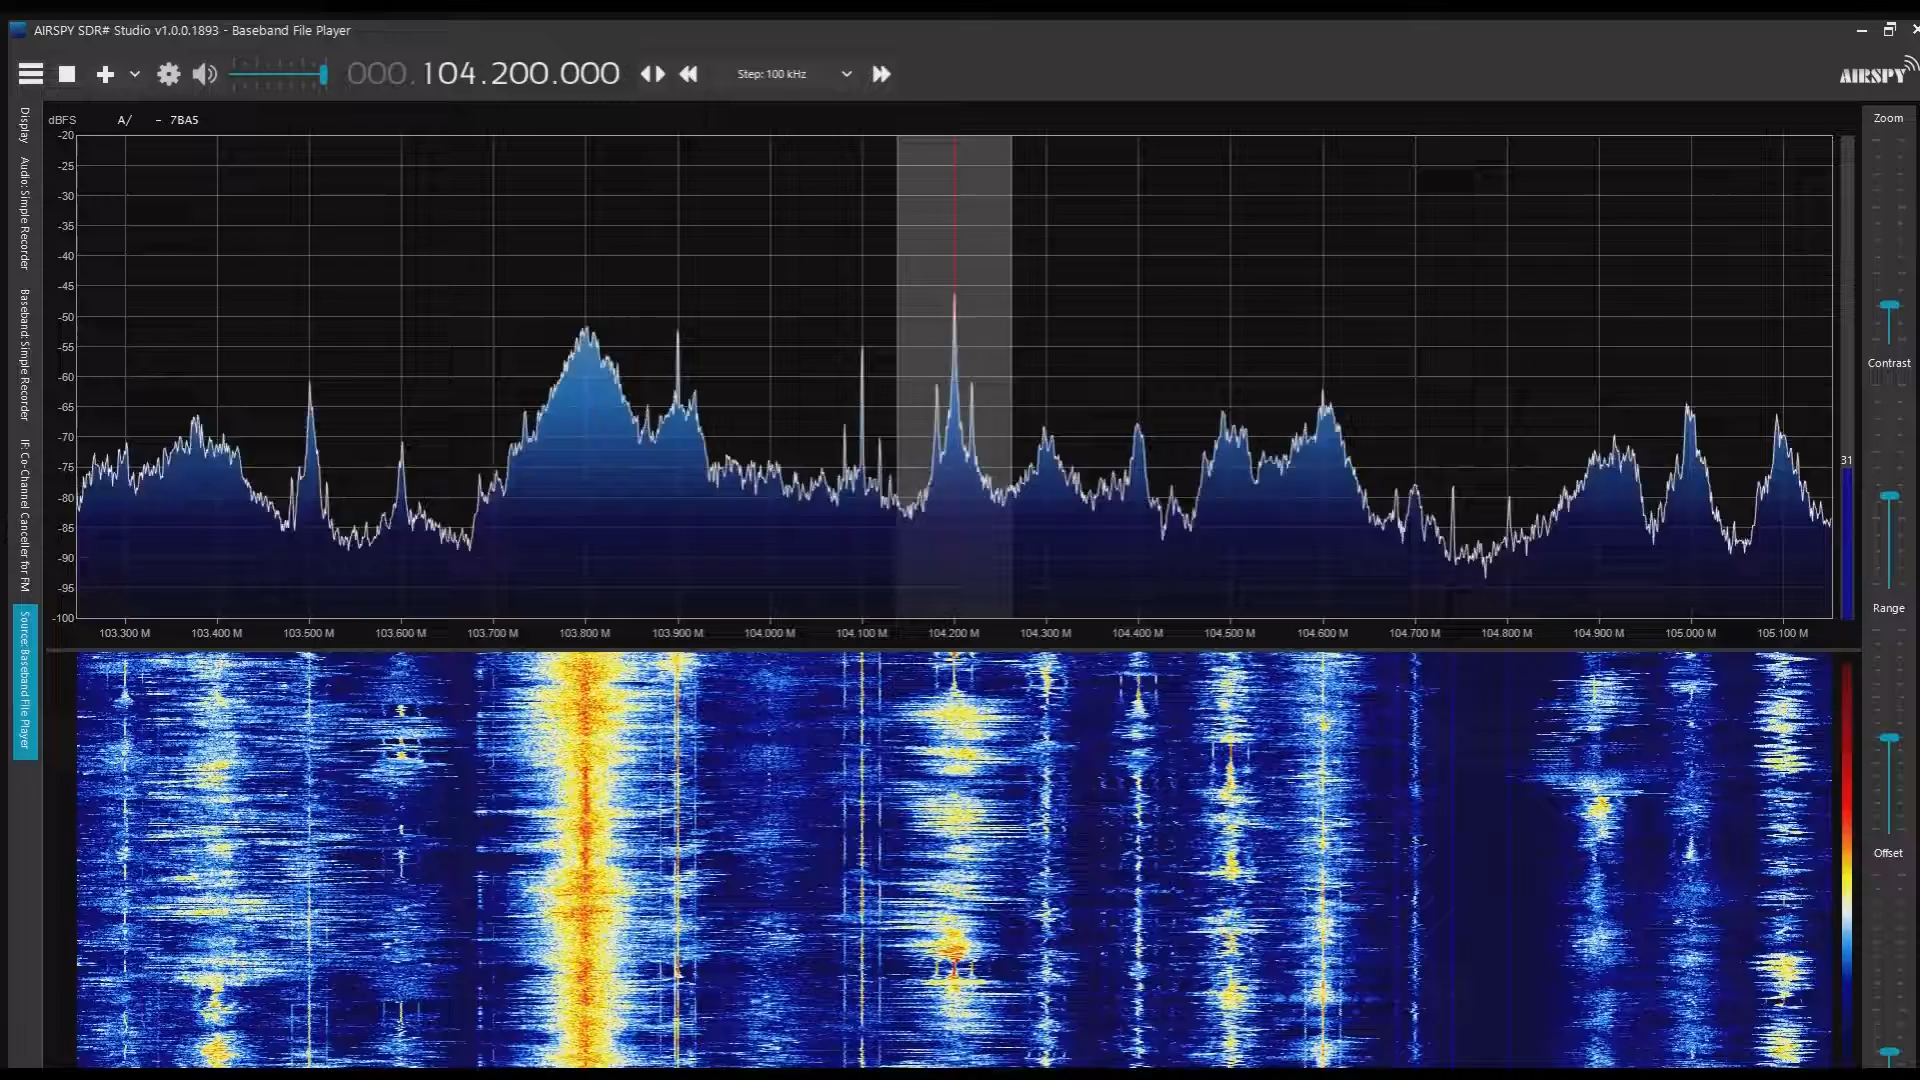 AIRSPY SDR# Studio v1.0.0.1893 - Baseband File Player
000.104.200.000
Step: 100 kHz
AIRSPY
Display
Audio: Simple Recorder
Baseband: Simple Recorder
IF: Co-Channel Canceller for FM
Source: Baseband File Player
dBFS
A/ - 7BA5
-20
-25
-30
-35
-40
-45
-50
-55
-60
-65
-70
-75
-80
-85
-90
-95
-100
103.300 M 103.400 M 103.500 M 103.600 M 103.700 M 103.800 M 103.900 M 104.000 M 104.100 M 104.200 M 104.300 M 104.400 M 104.500 M 104.600 M 104.700 M 104.800 M 104.900 M 105.000 M 105.100 M
31
Zoom
Contrast
Range
Offset